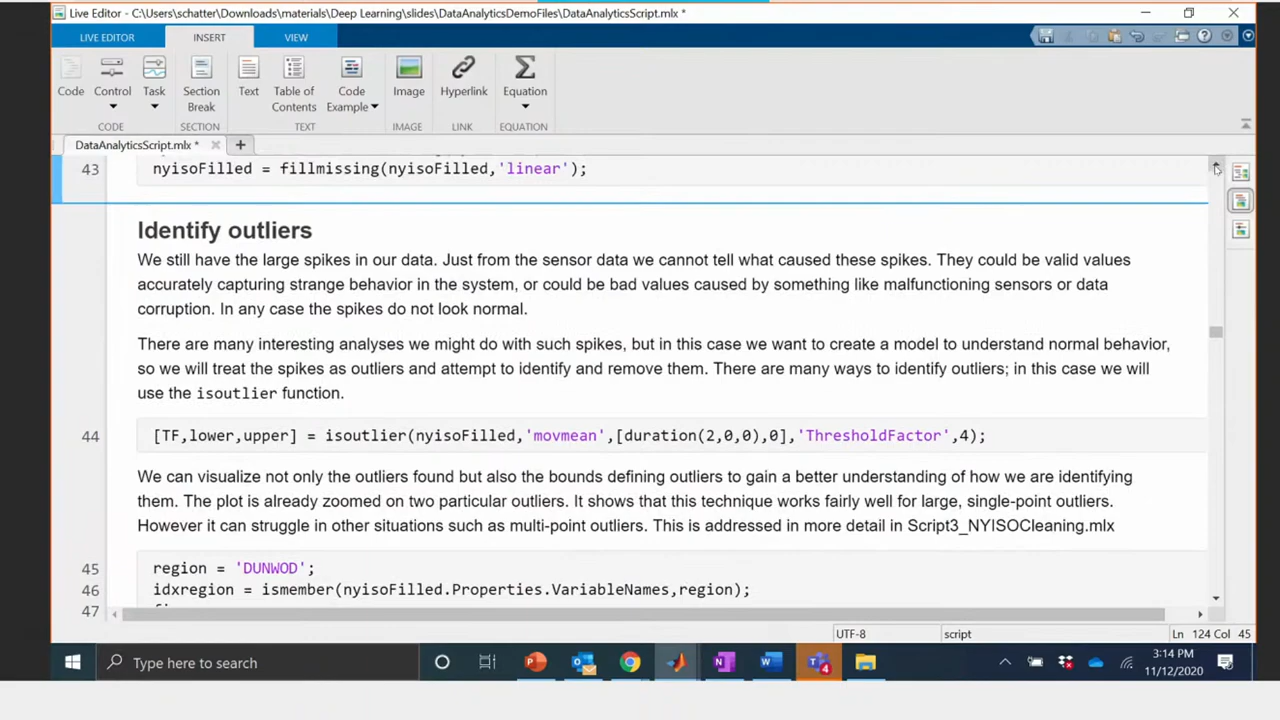 Live Editor - C:\Users\schatter\Downloads\materials\Deep Learning\slides\DataAnalyticsDemoFiles\DataAnalyticsScript.mlx *
LIVE EDITOR INSERT VIEW
Code Control Task Section Break Text Table of Contents Code Example Image Hyperlink Equation
CODE SECTION TEXT IMAGE LINK EQUATION
DataAnalyticsScript.mlx * × +
43 nyisoFilled = fillmissing(nyisoFilled,'linear');
Identify outliers
We still have the large spikes in our data. Just from the sensor data we cannot tell what caused these spikes. They could be valid values
accurately capturing strange behavior in the system, or could be bad values caused by something like malfunctioning sensors or data
corruption. In any case the spikes do not look normal.
There are many interesting analyses we might do with such spikes, but in this case we want to create a model to understand normal behavior,
so we will treat the spikes as outliers and attempt to identify and remove them. There are many ways to identify outliers; in this case we will
use the isoutlier function.
44 [TF,lower,upper] = isoutlier(nyisoFilled,'movmean',[duration(2,0,0),0],'ThresholdFactor',4);
We can visualize not only the outliers found but also the bounds defining outliers to gain a better understanding of how we are identifying
them. The plot is already zoomed on two particular outliers. It shows that this technique works fairly well for large, single-point outliers.
However it can struggle in other situations such as multi-point outliers. This is addressed in more detail in Script3_NYISOCleaning.mlx
45 region = 'DUNWOD';
46 idxregion = ismember(nyisoFilled.Properties.VariableNames,region);
47
UTF-8 script Ln 124 Col 45
Type here to search
4
3:14 PM
11/12/2020